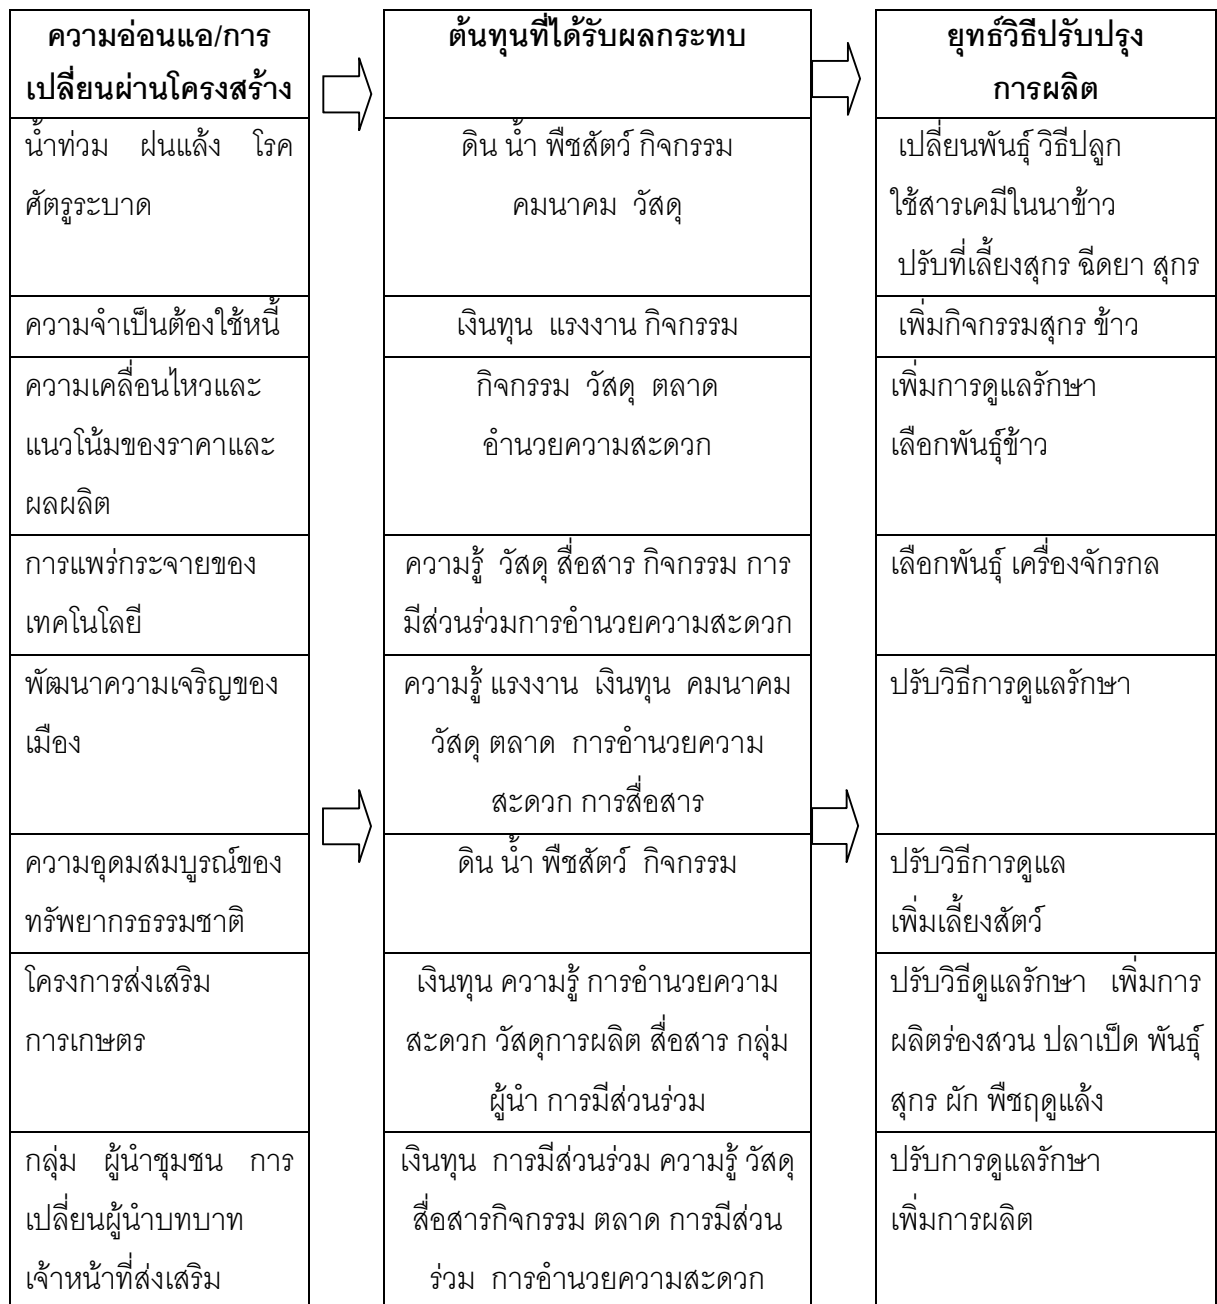 ความอ่อนแอ/การ
เปลี่ยนผ่านโครงสร้าง
ต้นทุนที่ได้รับผลกระทบ
ยุทธ์วิธีปรับปรุง
การผลิต
น้ำท่วม ฝนแล้ง โรค
ศัตรูระบาด
ดิน น้ำ พืชสัตว์ กิจกรรม
คมนาคม วัสดุ
เปลี่ยนพันธุ์ วิธีปลูก
ใช้สารเคมีในนาข้าว
ปรับที่เลี้ยงสุกร ฉีดยา สุกร
ความจำเป็นต้องใช้หนี้
เงินทุน แรงงาน กิจกรรม
เพิ่มกิจกรรมสุกร ข้าว
ความเคลื่อนไหวและ
แนวโน้มของราคาและ
ผลผลิต
กิจกรรม วัสดุ ตลาด
อำนวยความสะดวก
เพิ่มการดูแลรักษา
เลือกพันธุ์ข้าว
การแพร่กระจายของ
เทคโนโลยี
ความรู้ วัสดุ สื่อสาร กิจกรรม การ
มีส่วนร่วมการอำนวยความสะดวก
เลือกพันธุ์ เครื่องจักรกล
พัฒนาความเจริญของ
เมือง
ความรู้ แรงงาน เงินทุน คมนาคม
วัสดุ ตลาด การอำนวยความ
สะดวก การสื่อสาร
ปรับวิธีการดูแลรักษา
ความอุดมสมบูรณ์ของ
ทรัพยากรธรรมชาติ
ดิน น้ำ พืชสัตว์ กิจกรรม
ปรับวิธีการดูแล
เพิ่มเลี้ยงสัตว์
โครงการส่งเสริม
การเกษตร
เงินทุน ความรู้ การอำนวยความ
สะดวก วัสดุการผลิต สื่อสาร กลุ่ม
ผู้นำ การมีส่วนร่วม
ปรับวิธีดูแลรักษา เพิ่มการ
ผลิตร่องสวน ปลาเป็ด พันธุ์
สุกร ผัก พืชฤดูแล้ง
กลุ่ม ผู้นำชุมชน การ
เปลี่ยนผู้นำบทบาท
เจ้าหน้าที่ส่งเสริม
เงินทุน การมีส่วนร่วม ความรู้ วัสดุ
สื่อสารกิจกรรม ตลาด การมีส่วน
ร่วม การอำนวยความสะดวก
ปรับการดูแลรักษา
เพิ่มการผลิต